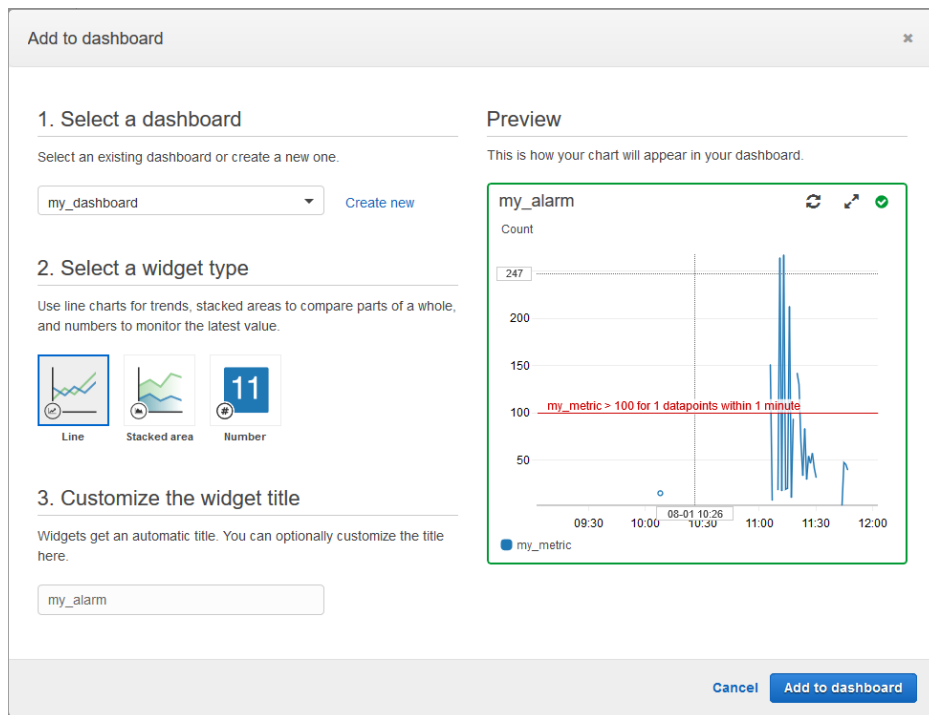 Add to dashboard
1. Select a dashboard
Select an existing dashboard or create a new one.
my_dashboard
Create new
2. Select a widget type
Use line charts for trends, stacked areas to compare parts of a whole,
and numbers to monitor the latest value.
11
#
Line
Stacked area
Number
3. Customize the widget title
Widgets get an automatic title. You can optionally customize the title
here.
my_alarm
Preview
This is how your chart will appear in your dashboard.
my_alarm
Count
247
200
150
100
my_metric > 100 for 1 datapoints within 1 minute
50
08-01 10:26
09:30
10:00
10:30
11:00
11:30
12:00
my_metric
Cancel
Add to dashboard